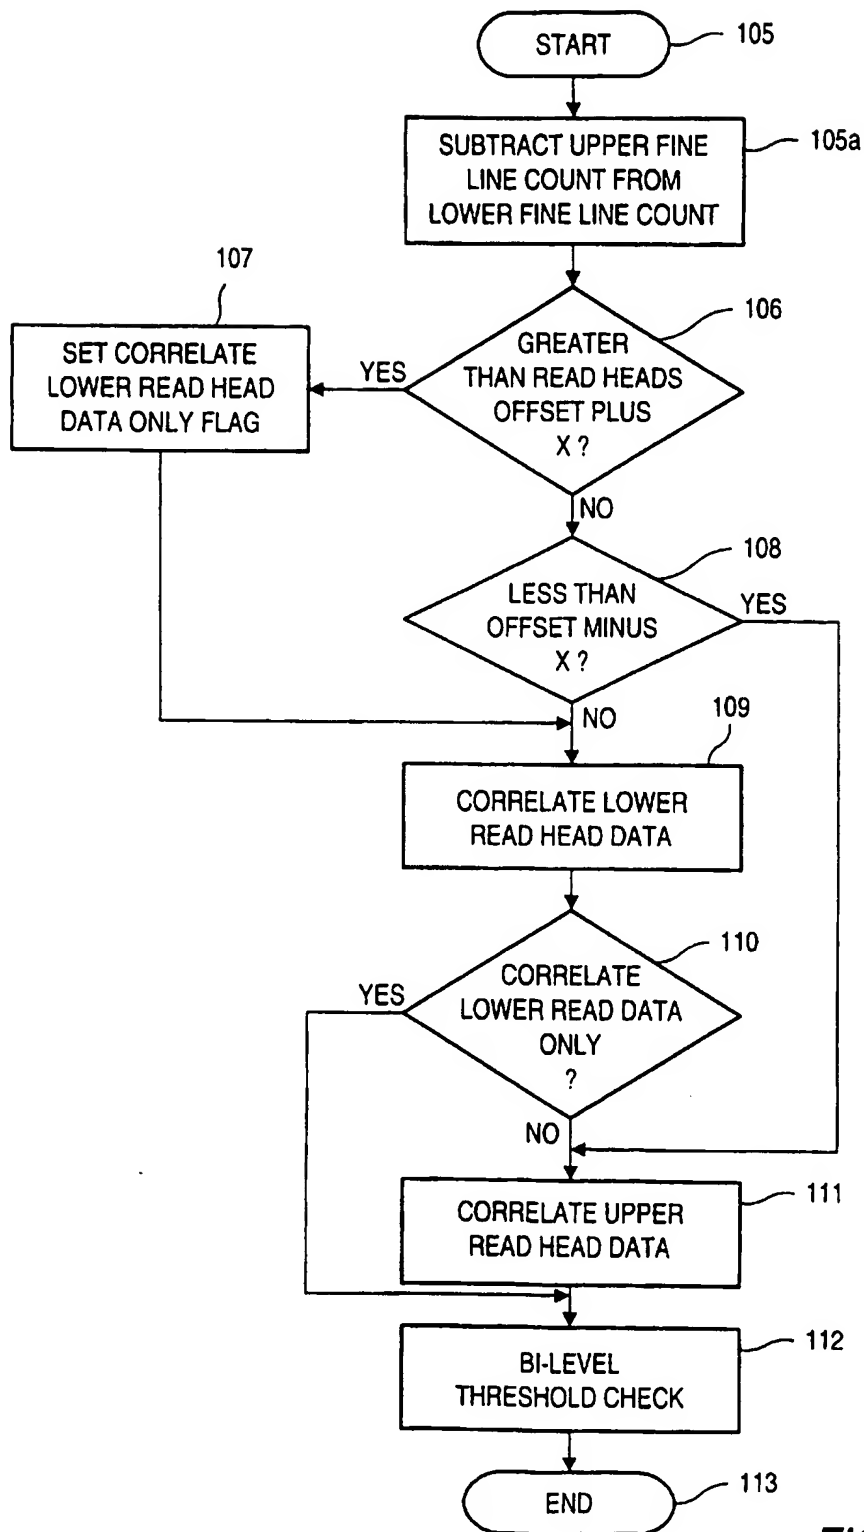 START
105
SUBTRACT UPPER FINE
LINE COUNT FROM
LOWER FINE LINE COUNT
105a
107
SET CORRELATE
LOWER READ HEAD
DATA ONLY FLAG
YES
GREATER
THAN READ HEADS
OFFSET PLUS
X ?
106
NO
LESS THAN
OFFSET MINUS
X ?
108
YES
NO
109
CORRELATE LOWER
READ HEAD DATA
YES
CORRELATE
LOWER READ DATA
ONLY
?
110
NO
CORRELATE UPPER
READ HEAD DATA
111
BI-LEVEL
THRESHOLD CHECK
112
END
113